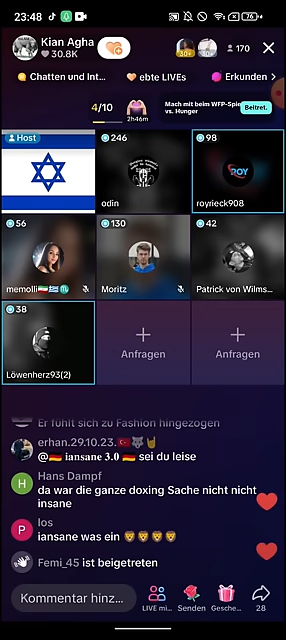 23:48
76
Kian Agha
30.8K
30+
170
Chatten und Int...
ebte LIVEs
Erkunden
4/10
2h46m
Mach mit beim WFP-Spie
vs. Hunger
Beitret.
Host
246
odin
98
ROY
royrieck908
56
memolli
130
Moritz
42
Patrick von Wilms...
38
Löwenherz93(2)
Anfragen
Anfragen
Er fühlt sich zu Fashion hingezogen
erhan.29.10.23.🇹🇷🐺🤘
@🇩🇪 iansane 3.0 🇩🇪 sei du leise
H
Hans Dampf
da war die ganze doxing Sache nicht nicht
insane
P
los
iansane was ein 🦁🦁🦁🦁
Femi_45 ist beigetreten
Kommentar hinz...
LIVE mi...
Senden
Gesche...
28